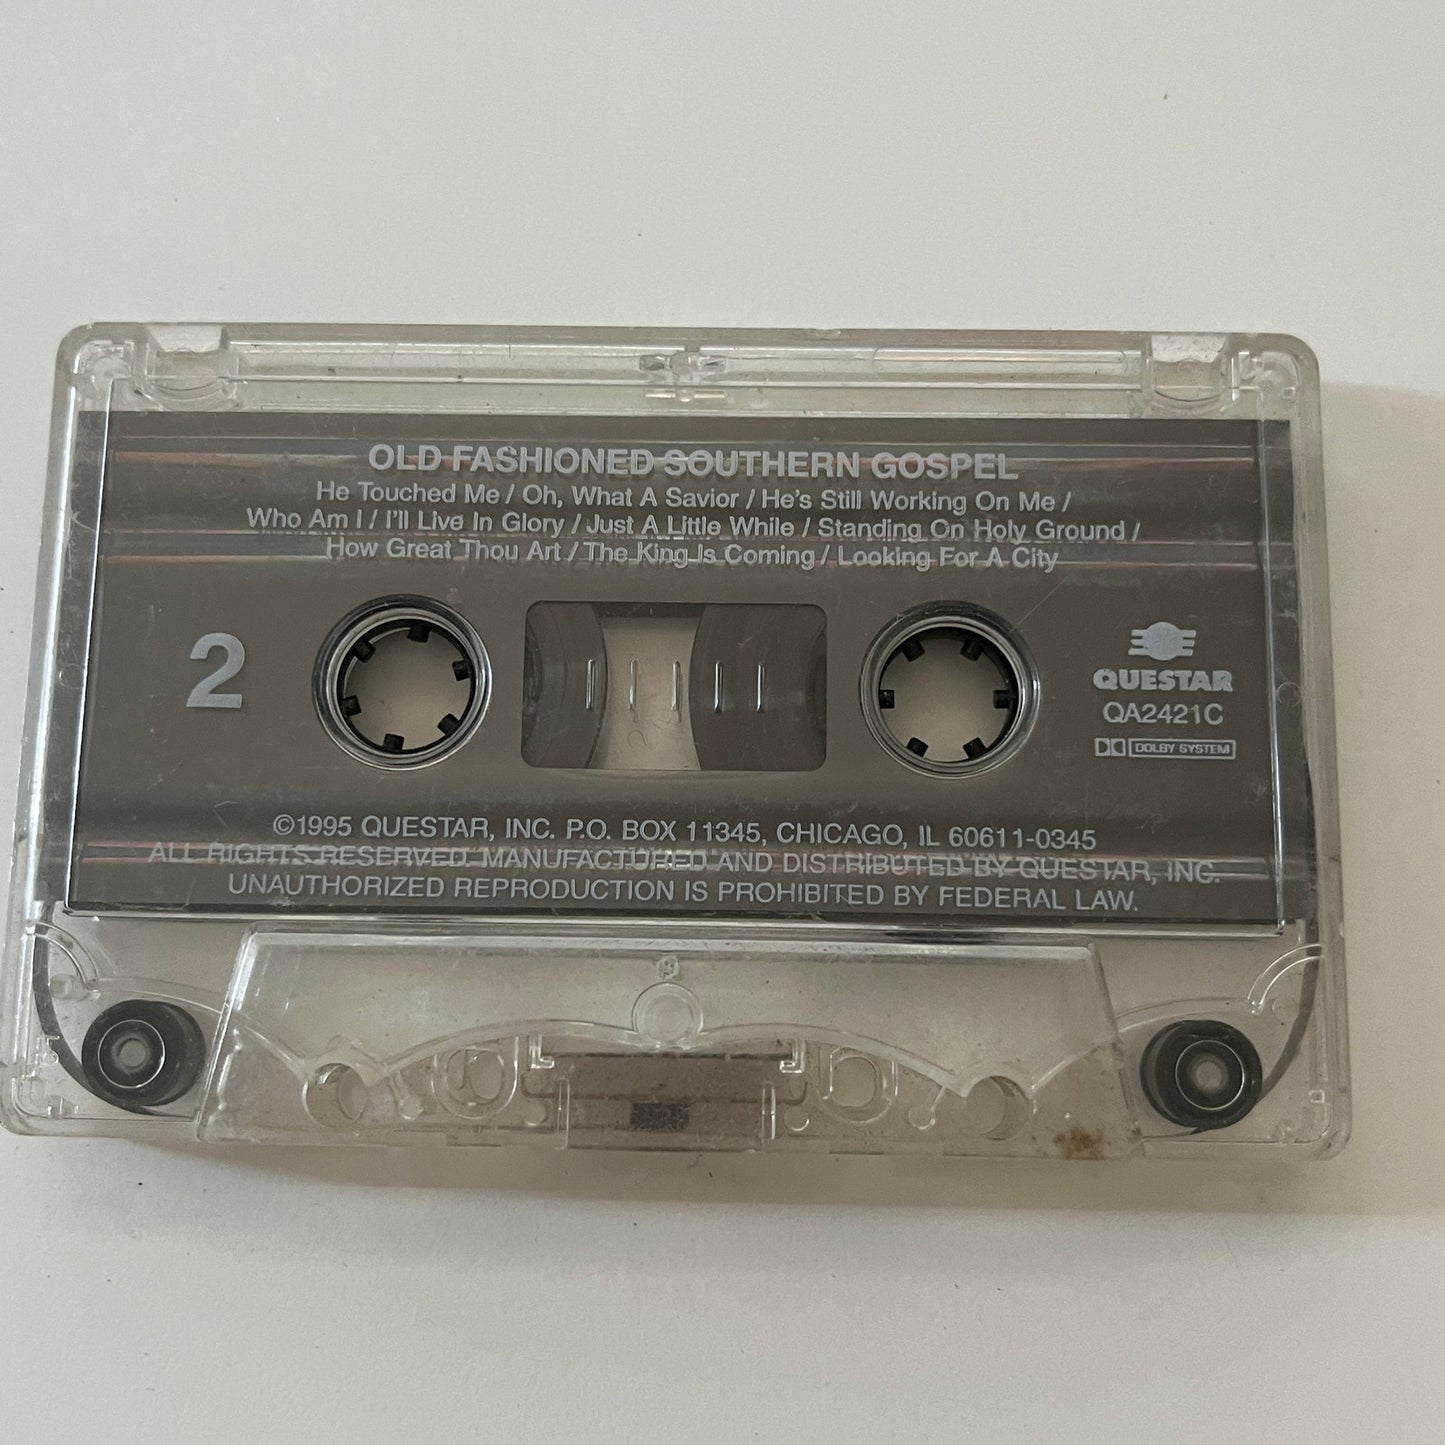 OLD FASHIONED SOUTHERN GOSPEL
He Touched Me / Oh, What A Savior / He's Still Working On Me /
Who Am I / I'll Live In Glory / Just A Little While / Standing On Holy Ground /
How Great Thou Art / The King Is Coming / Looking For A City
2
QUESTAR
QA2421C
DOLBY SYSTEM
©1995 QUESTAR, INC. P.O. BOX 11345, CHICAGO, IL 60611-0345
ALL RIGHTS RESERVED. MANUFACTURED AND DISTRIBUTED BY QUESTAR, INC.
UNAUTHORIZED REPRODUCTION IS PROHIBITED BY FEDERAL LAW.